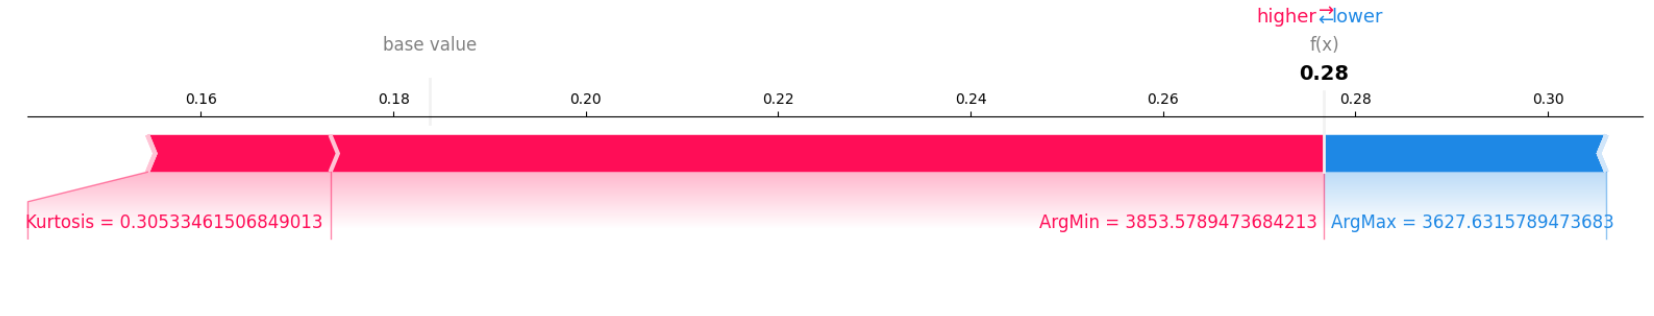 higher ⇄ lower
base value
f(x)
0.28
0.16 0.18 0.20 0.22 0.24 0.26 0.28 0.30
Kurtosis = 0.30533461506849013 ArgMin = 3853.5789473684213 ArgMax = 3627.6315789473683